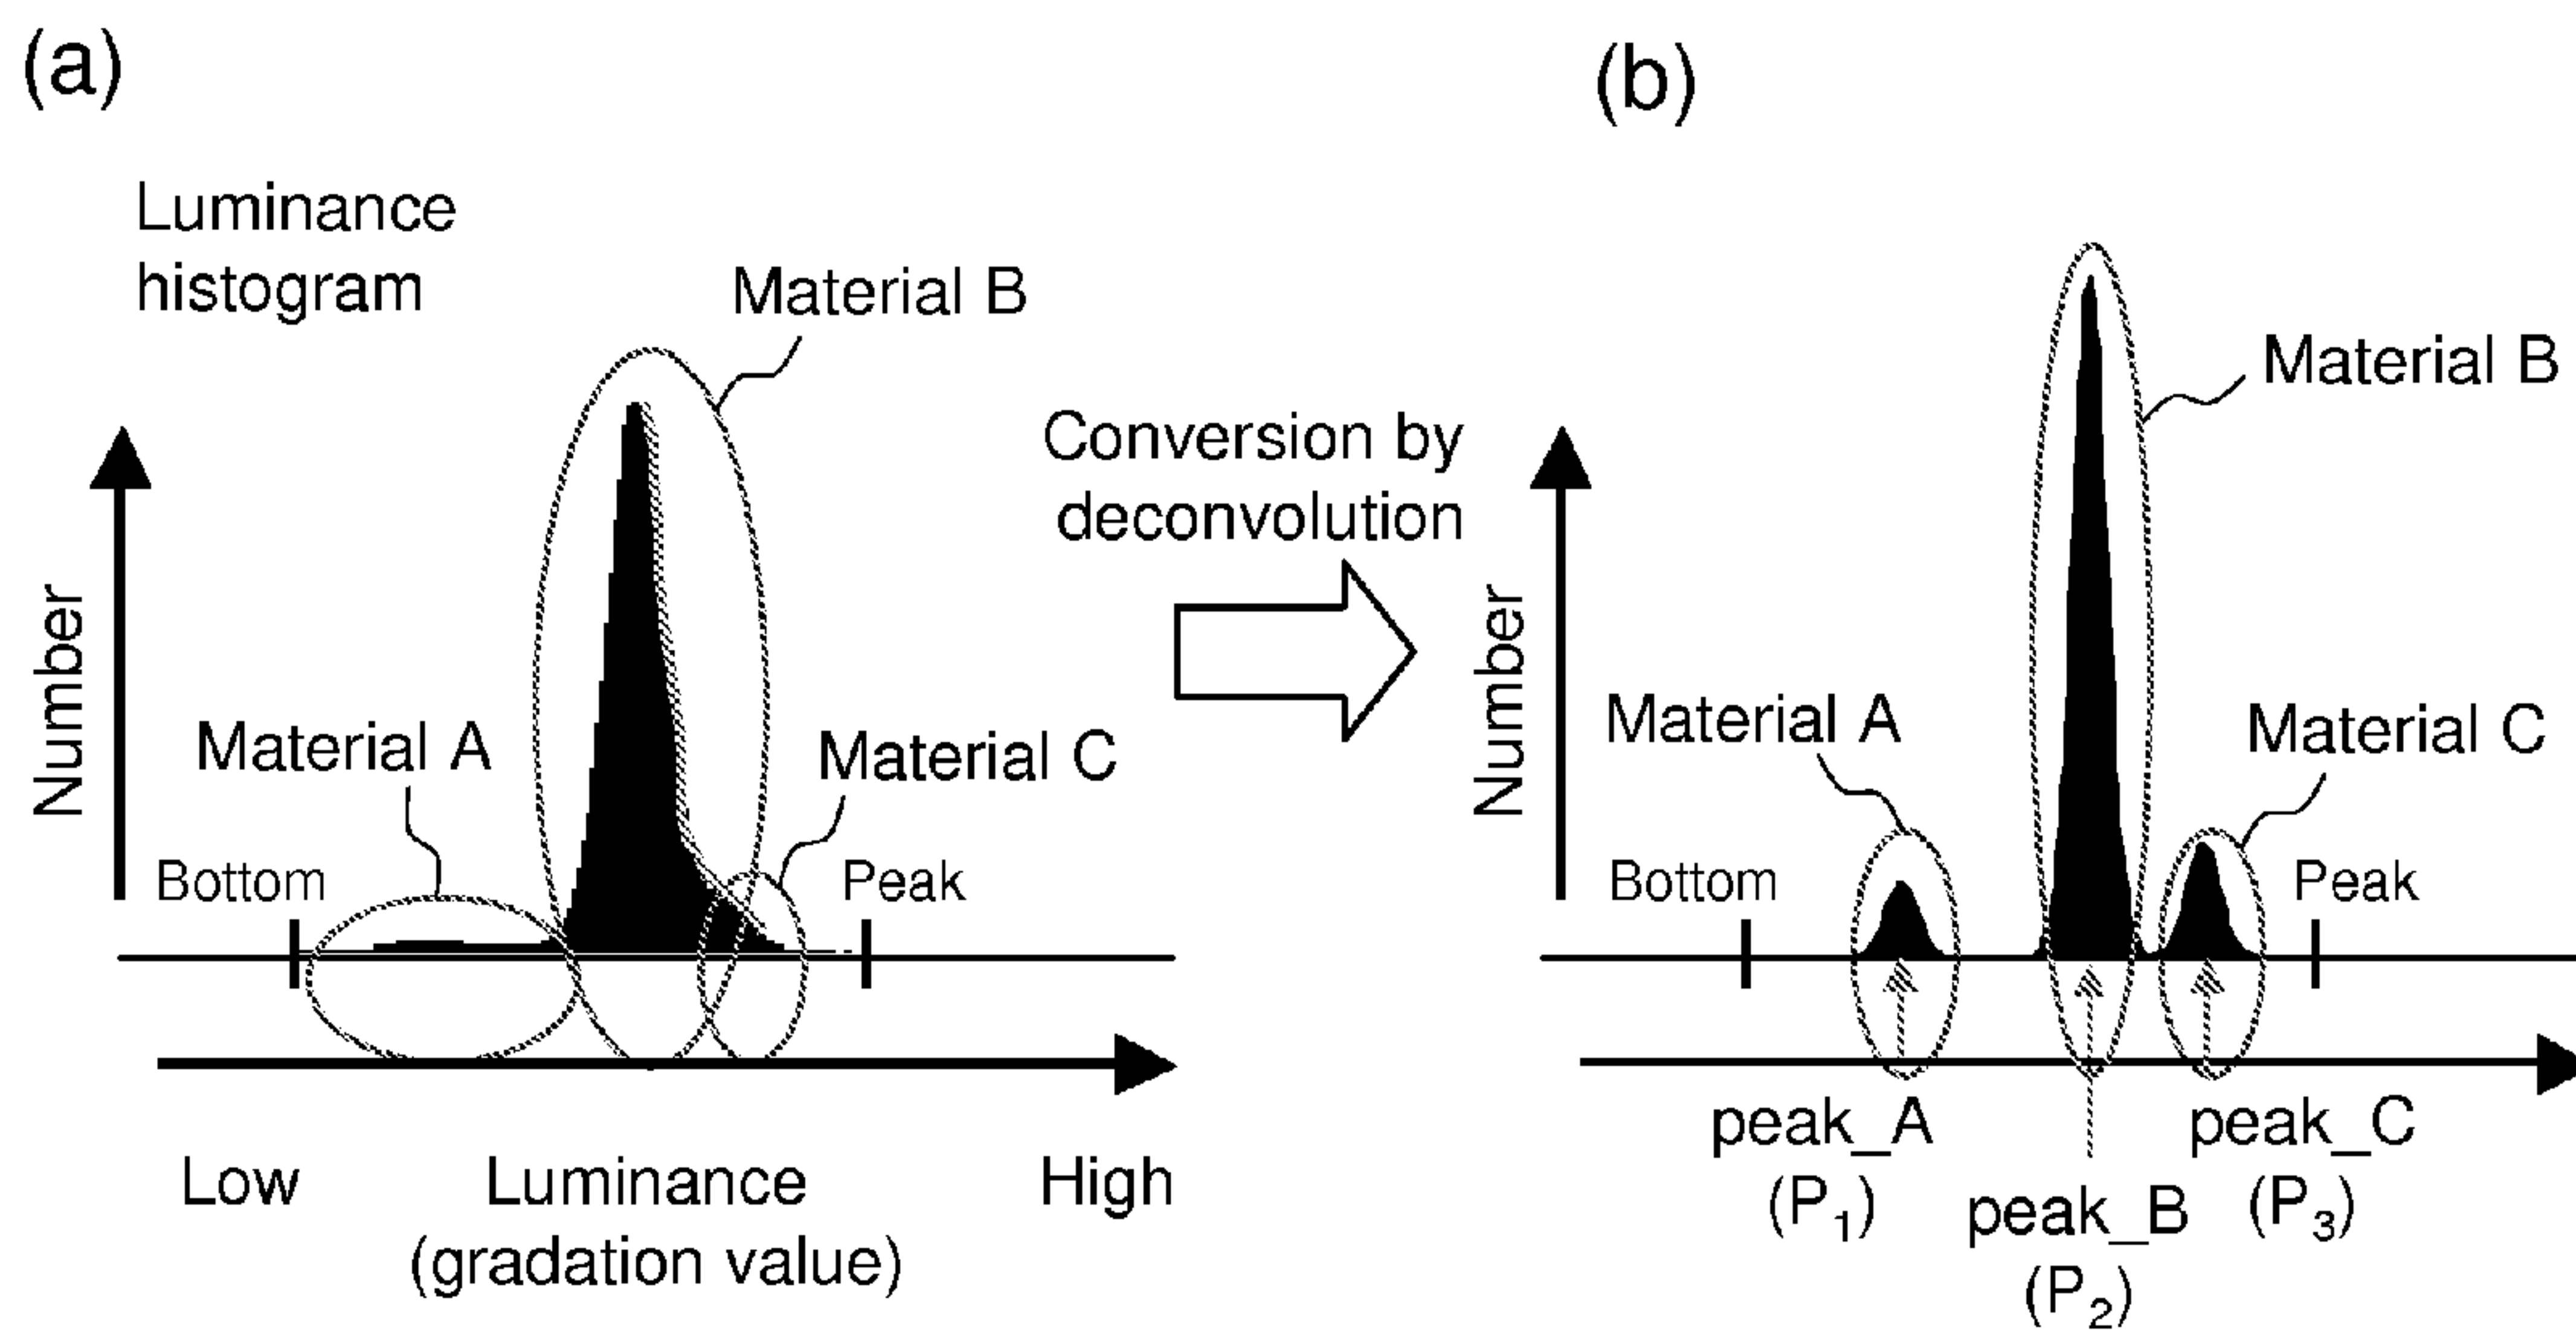 (a)
Luminance
histogram
Material B
Number
Material A
Material C
Bottom
Peak
Low
Luminance
High
(gradation value)
Conversion by
deconvolution
(b)
Material B
Number
Material A
Material C
Bottom
Peak
peak_A
(P₁)
peak_B
(P₂)
peak_C
(P₃)